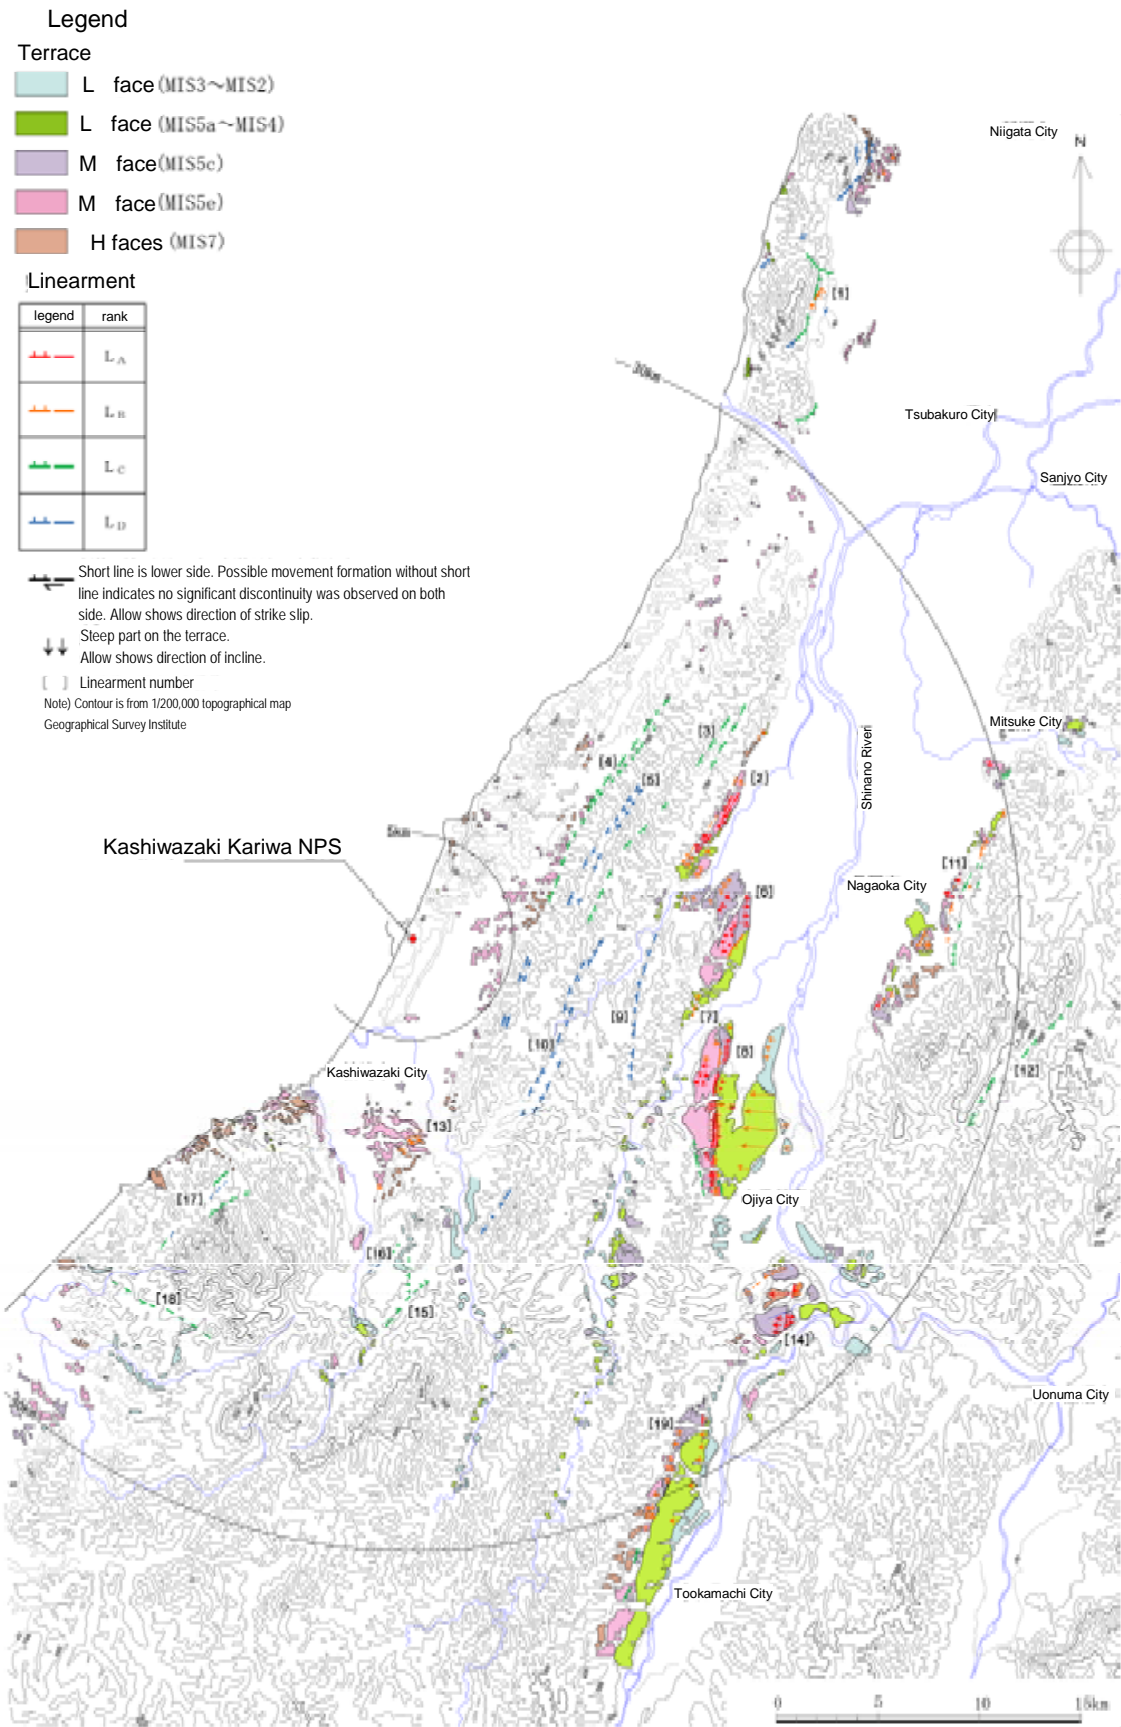 Legend
Terrace
L face (MIS3～MIS2)
L face (MIS5a～MIS4)
M face (MIS5c)
M face (MIS5e)
H faces (MIS7)
Linearment
legend rank
L A
L B
L C
L D
Short line is lower side. Possible movement formation without short
line indicates no significant discontinuity was observed on both
side. Allow shows direction of strike slip.
Steep part on the terrace.
Allow shows direction of incline.
[ ] Linearment number
Note) Contour is from 1/200,000 topographical map
Geographical Survey Institute
Niigata City
N
[1]
30km
Tsubakuro City
Sanjyo City
Mitsuke City
Shinano Riveri
[3]
[4]
[5]
[2]
5km
Kashiwazaki Kariwa NPS
[11]
Nagaoka City
[6]
[9]
[7]
[10]
[8]
[12]
Kashiwazaki City
[13]
[17]
Ojiya City
[16]
[18]
[15]
[14]
Uonuma City
[19]
Tookamachi City
0 5 10 15km